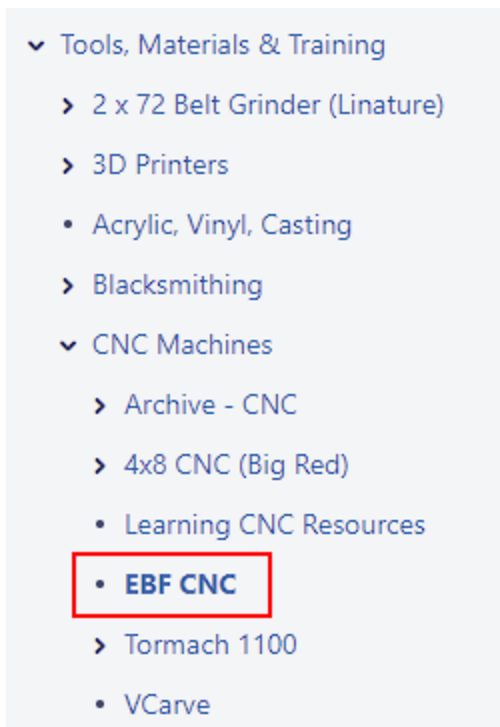 Tools, Materials & Training
2 x 72 Belt Grinder (Linature)
3D Printers
Acrylic, Vinyl, Casting
Blacksmithing
CNC Machines
Archive - CNC
4x8 CNC (Big Red)
Learning CNC Resources
EBF CNC
Tormach 1100
VCarve